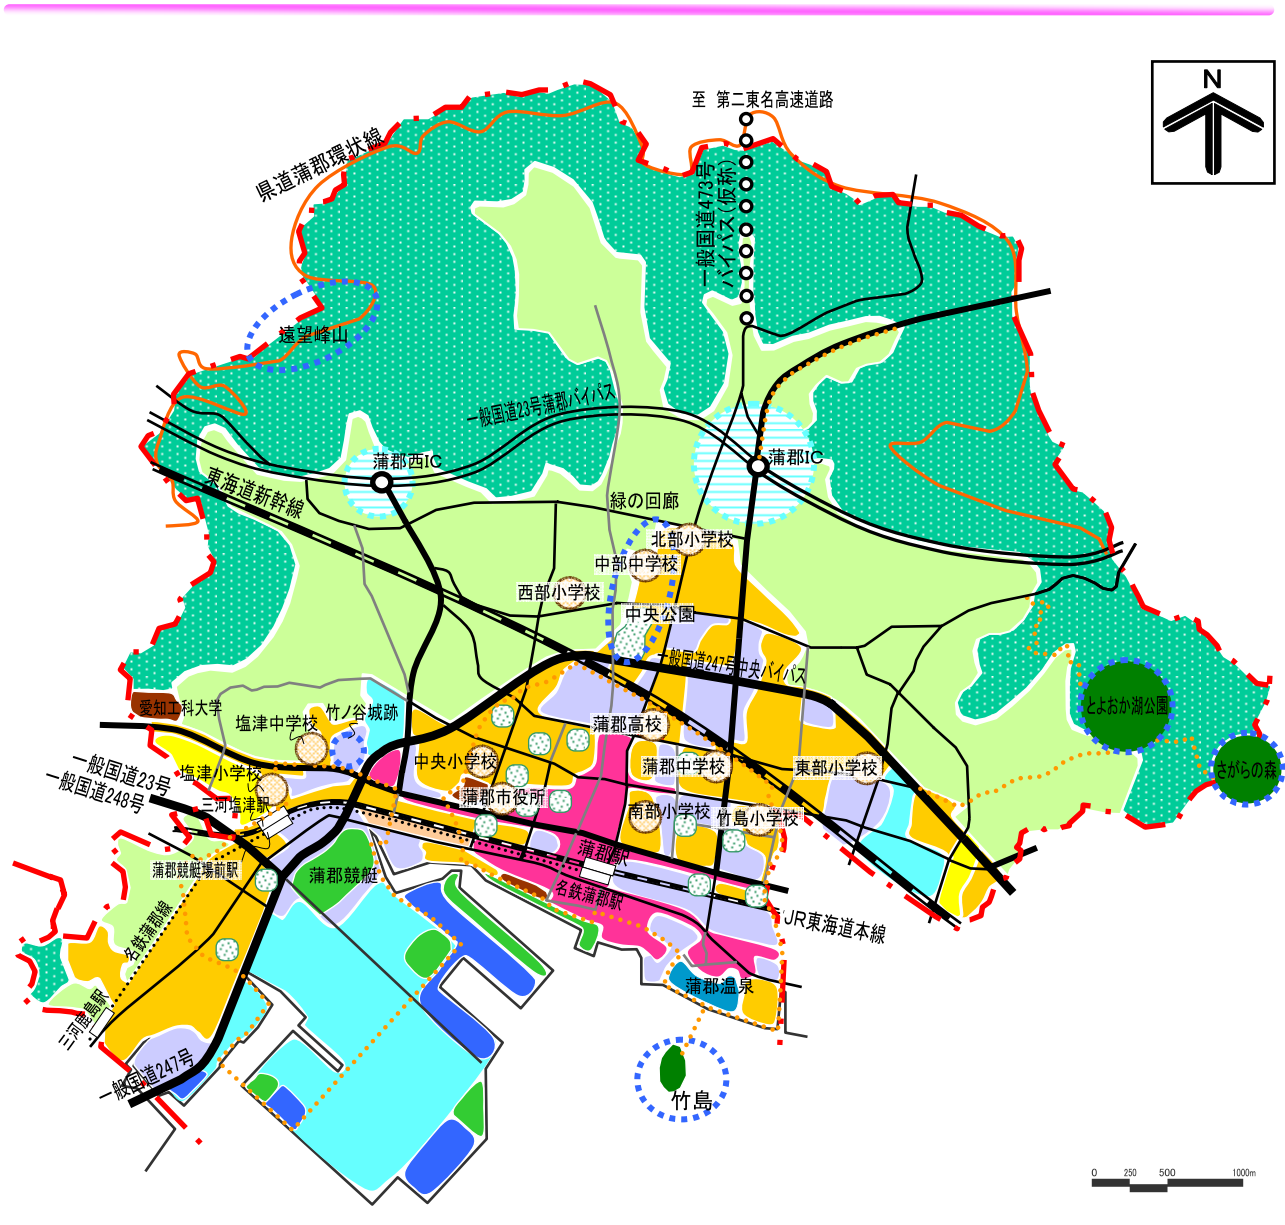 N
至 第二東名高速道路
県道蒲郡環状線
一般国道473号
バイパス(仮称)
遠望峰山
一般国道23号蒲郡バイパス
蒲郡西IC
蒲郡IC
東海道新幹線
緑の回廊
北部小学校
中部中学校
西部小学校
中央公園
一般国道247号中央バイパス
愛知工科大学
竹ノ谷城跡
塩津中学校
蒲郡高校
とよおか湖公園
中央小学校
蒲郡中学校
東部小学校
さがらの森
塩津小学校
一般国道23号
一般国道248号
三河塩津駅
蒲郡市役所
南部小学校
竹島小学校
蒲郡駅
蒲郡競艇場前駅
蒲郡競艇
名鉄蒲郡駅
名鉄蒲郡線
JR東海道本線
蒲郡温泉
三河鹿島駅
一般国道247号
竹島
0 250 500 1000m